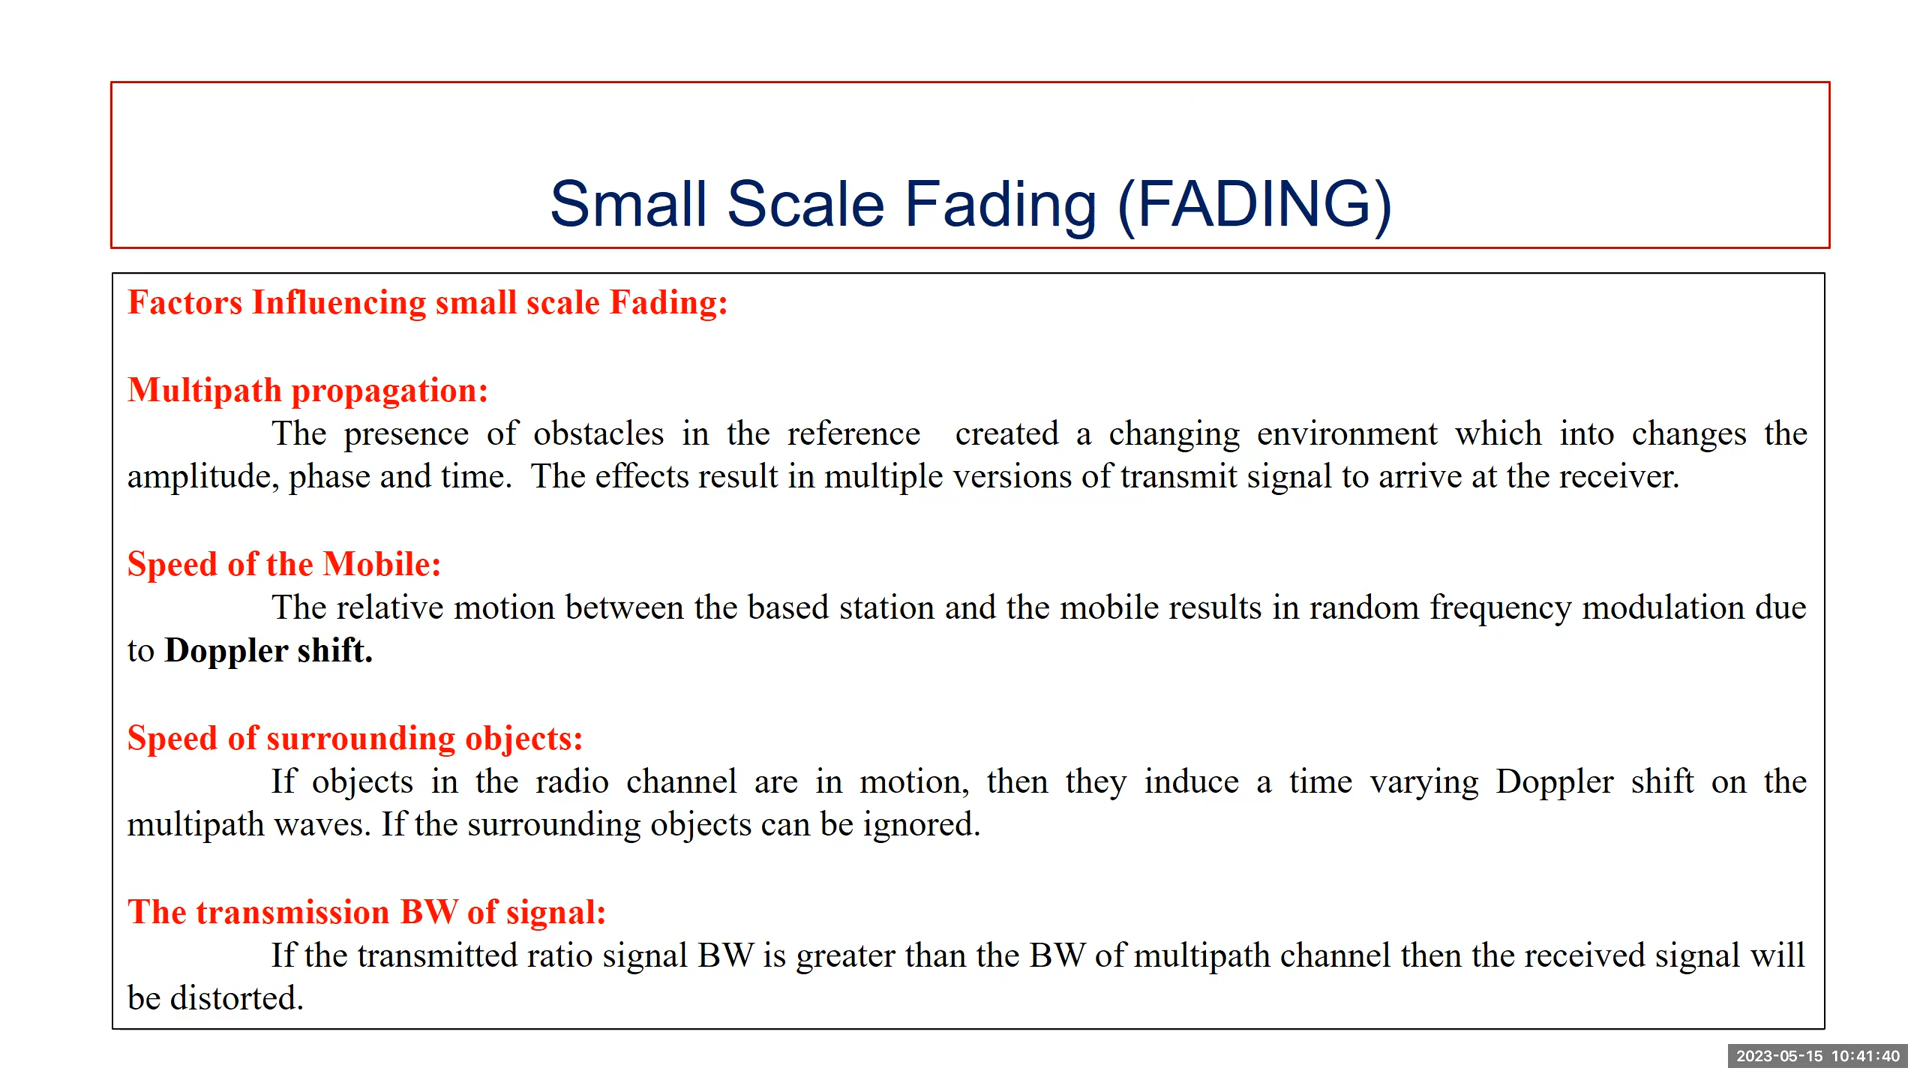 Small Scale Fading (FADING)
Factors Influencing small scale Fading:
Multipath propagation:
The presence of obstacles in the reference created a changing environment which into changes the
amplitude, phase and time. The effects result in multiple versions of transmit signal to arrive at the receiver.
Speed of the Mobile:
The relative motion between the based station and the mobile results in random frequency modulation due
to Doppler shift.
Speed of surrounding objects:
If objects in the radio channel are in motion, then they induce a time varying Doppler shift on the
multipath waves. If the surrounding objects can be ignored.
The transmission BW of signal:
If the transmitted ratio signal BW is greater than the BW of multipath channel then the received signal will
be distorted.
2023-05-15 10:41:40